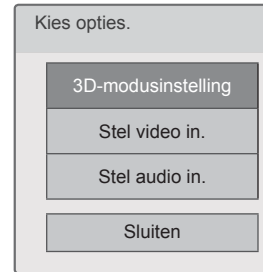 Kies opties.
3D-modusinstelling
Stel video in.
Stel audio in.
Sluiten